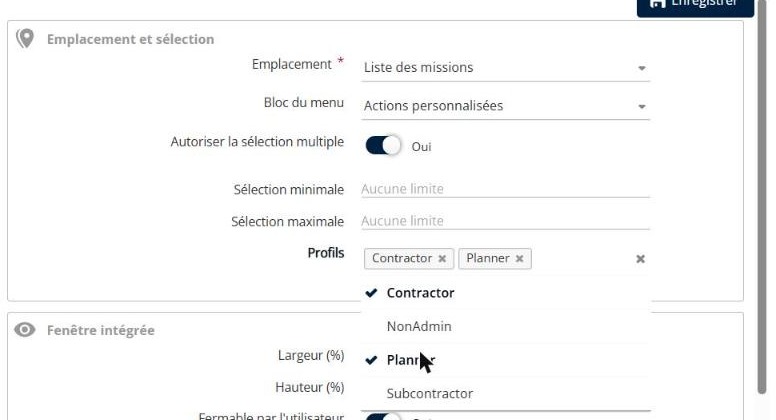 Enregistrer
Emplacement et sélection
Emplacement * Liste des missions
Bloc du menu Actions personnalisées
Autoriser la sélection multiple Oui
Sélection minimale Aucune limite
Sélection maximale Aucune limite
Profils Contractor × Planner × ×
Contractor
NonAdmin
Fenêtre intégrée
Largeur (%) Planner
Hauteur (%) Subcontractor
Fermable par l'utilisateur